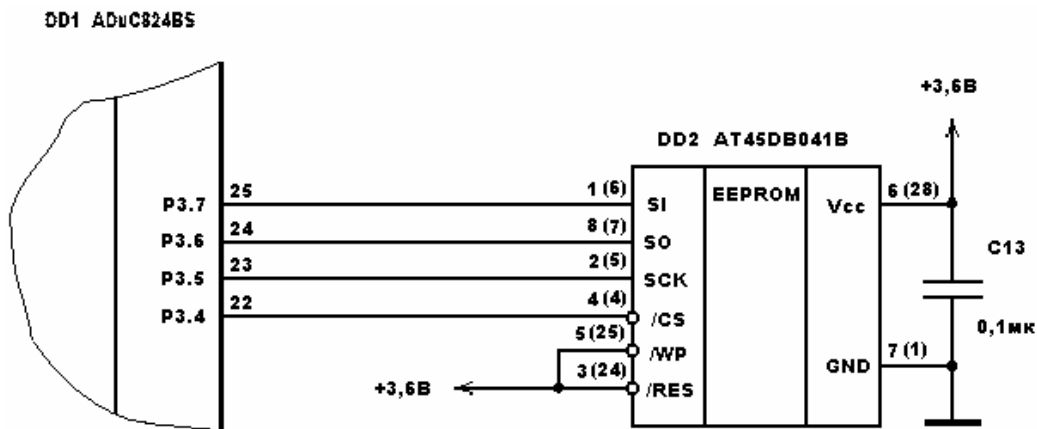 DD1 ADuC824BS
+3,6В
DD2 AT45DB041B
P3.7 25 1 (6) SI EEPROM Vcc 6 (28)
P3.6 24 8 (7) SO
C13
P3.5 23 2 (5) SCK
P3.4 22 4 (4) /CS
0,1мк
5 (25) /WP
GND 7 (1)
+3,6В 3 (24) /RES